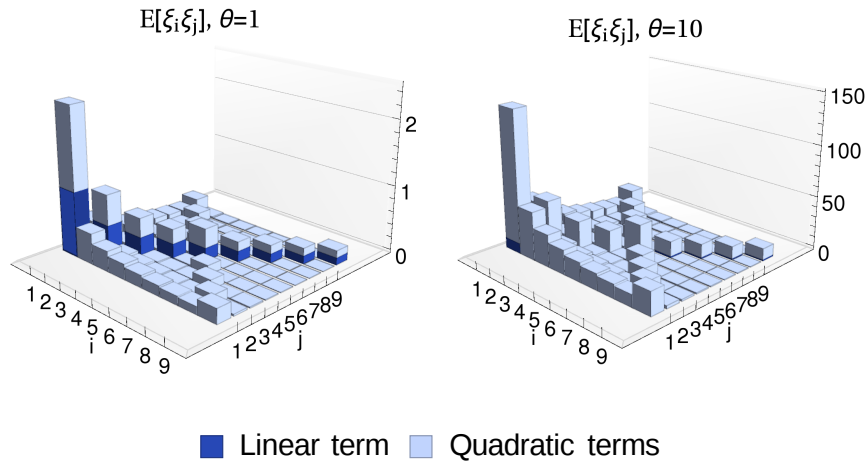 E[ξiξj], θ=1
E[ξiξj], θ=10
2
1
0
1 2 3 4 5 6 7 8 9
i
1 2 3 4 5 6 7 8 9
j
150
100
50
0
1 2 3 4 5 6 7 8 9
i
1 2 3 4 5 6 7 8 9
j
Linear term
Quadratic terms